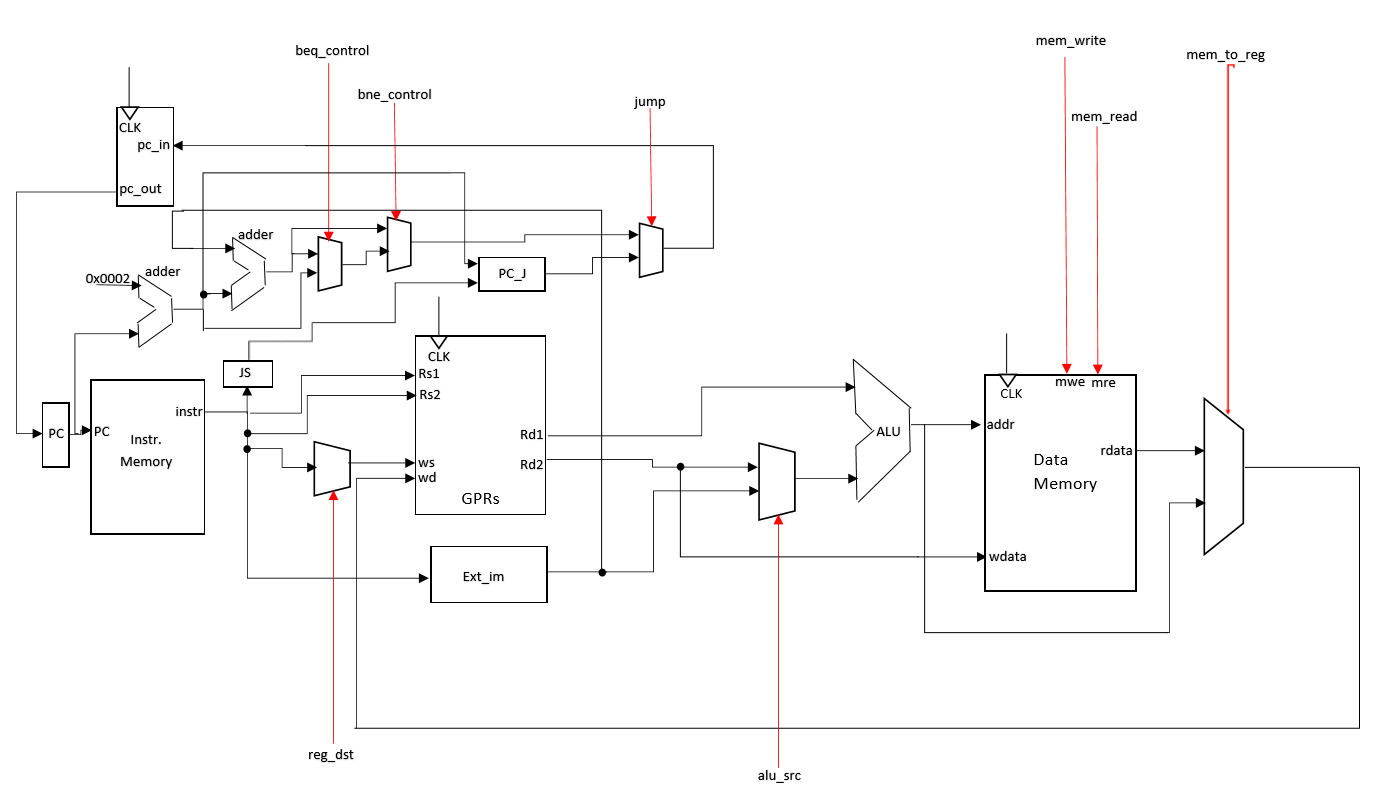 mem_write
beq_control
mem_to_reg
bne_control
jump
mem_read
CLK
pc_in
pc_out
adder
adder
0x0002
PC_J
CLK
JS
Rs1
Rs2
mwe
mre
CLK
instr
PC
PC
Instr.
Memory
Rd1
Rd2
ws
wd
GPRs
ALU
addr
rdata
Data
Memory
wdata
Ext_im
reg_dst
alu_src